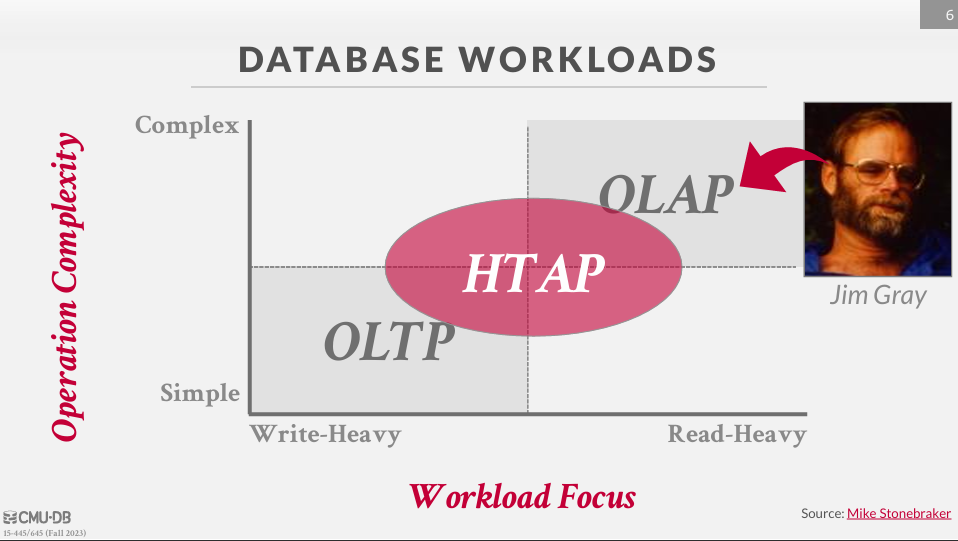 6
DATABASE WORKLOADS
Complex
Operation Complexity
OLAP
HTAP
Jim Gray
OLTP
Simple
Write-Heavy
Read-Heavy
Workload Focus
Source: Mike Stonebraker
CMU·DB
15-445/645 (Fall 2023)